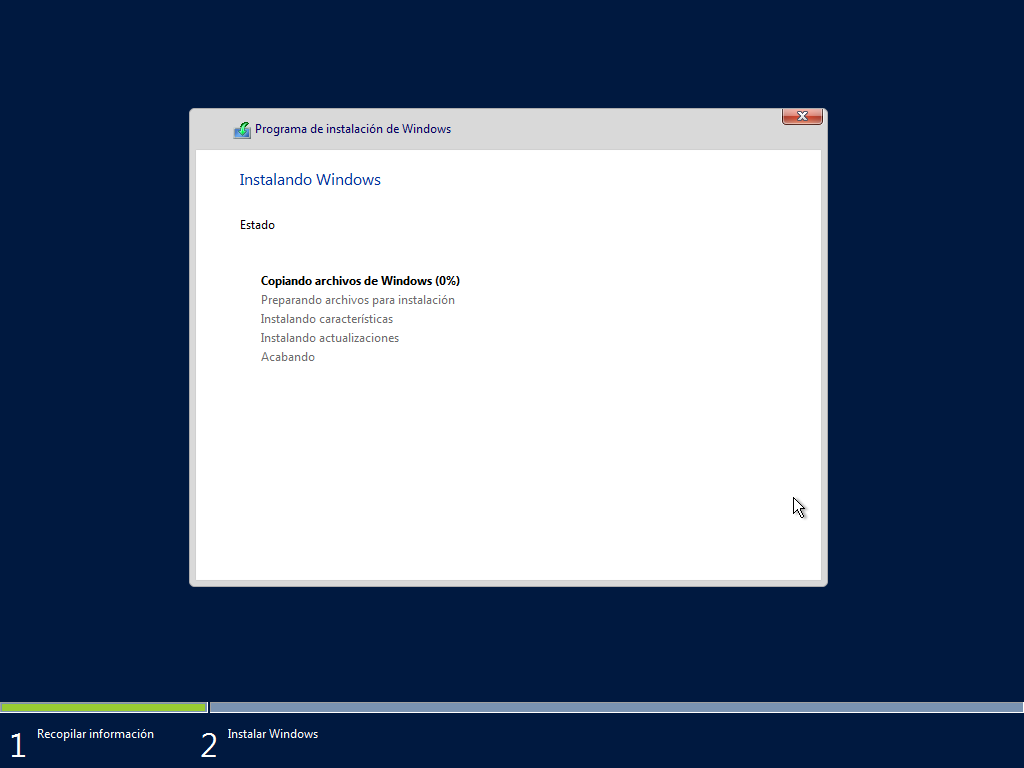 Programa de instalación de Windows
Instalando Windows
Estado
Copiando archivos de Windows (0%)
Preparando archivos para instalación
Instalando características
Instalando actualizaciones
Acabando
1 Recopilar información
2 Instalar Windows